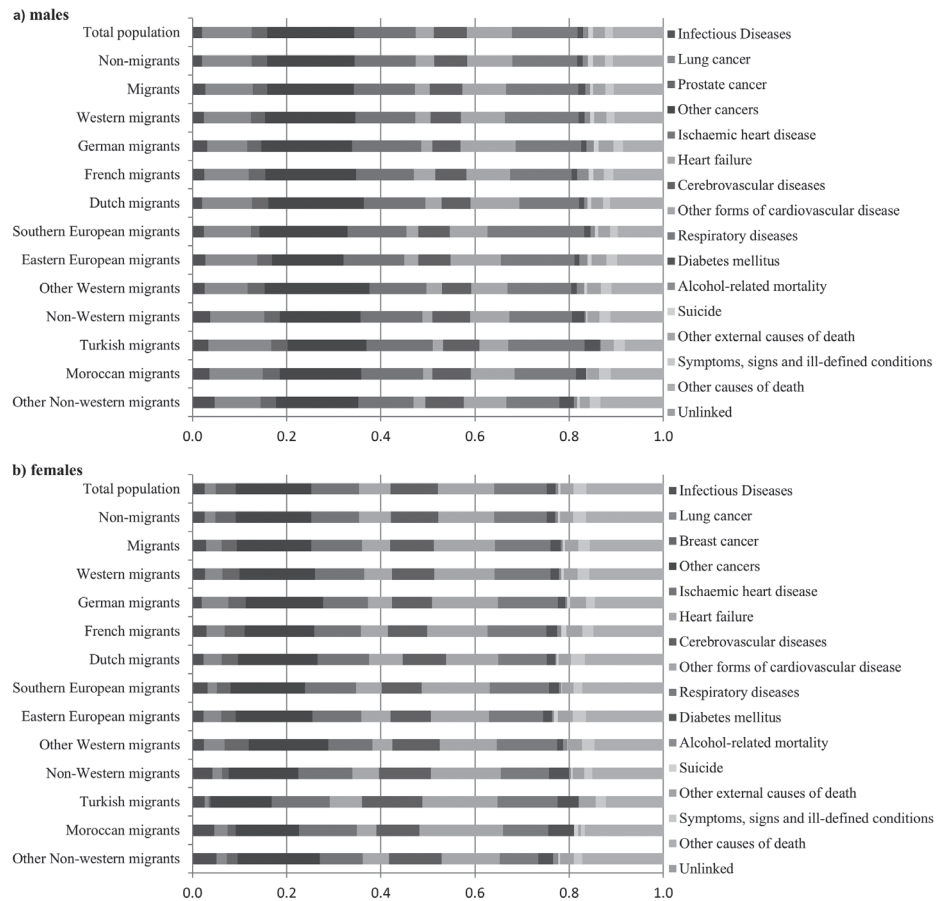 a) males
Total population
Non-migrants
Migrants
Western migrants
German migrants
French migrants
Dutch migrants
Southern European migrants
Eastern European migrants
Other Western migrants
Non-Western migrants
Turkish migrants
Moroccan migrants
Other Non-western migrants
0.0 0.2 0.4 0.6 0.8 1.0
Infectious Diseases
Lung cancer
Prostate cancer
Other cancers
Ischaemic heart disease
Heart failure
Cerebrovascular diseases
Other forms of cardiovascular disease
Respiratory diseases
Diabetes mellitus
Alcohol-related mortality
Suicide
Other external causes of death
Symptoms, signs and ill-defined conditions
Other causes of death
Unlinked
b) females
Total population
Non-migrants
Migrants
Western migrants
German migrants
French migrants
Dutch migrants
Southern European migrants
Eastern European migrants
Other Western migrants
Non-Western migrants
Turkish migrants
Moroccan migrants
Other Non-western migrants
0.0 0.2 0.4 0.6 0.8 1.0
Infectious Diseases
Lung cancer
Breast cancer
Other cancers
Ischaemic heart disease
Heart failure
Cerebrovascular diseases
Other forms of cardiovascular disease
Respiratory diseases
Diabetes mellitus
Alcohol-related mortality
Suicide
Other external causes of death
Symptoms, signs and ill-defined conditions
Other causes of death
Unlinked